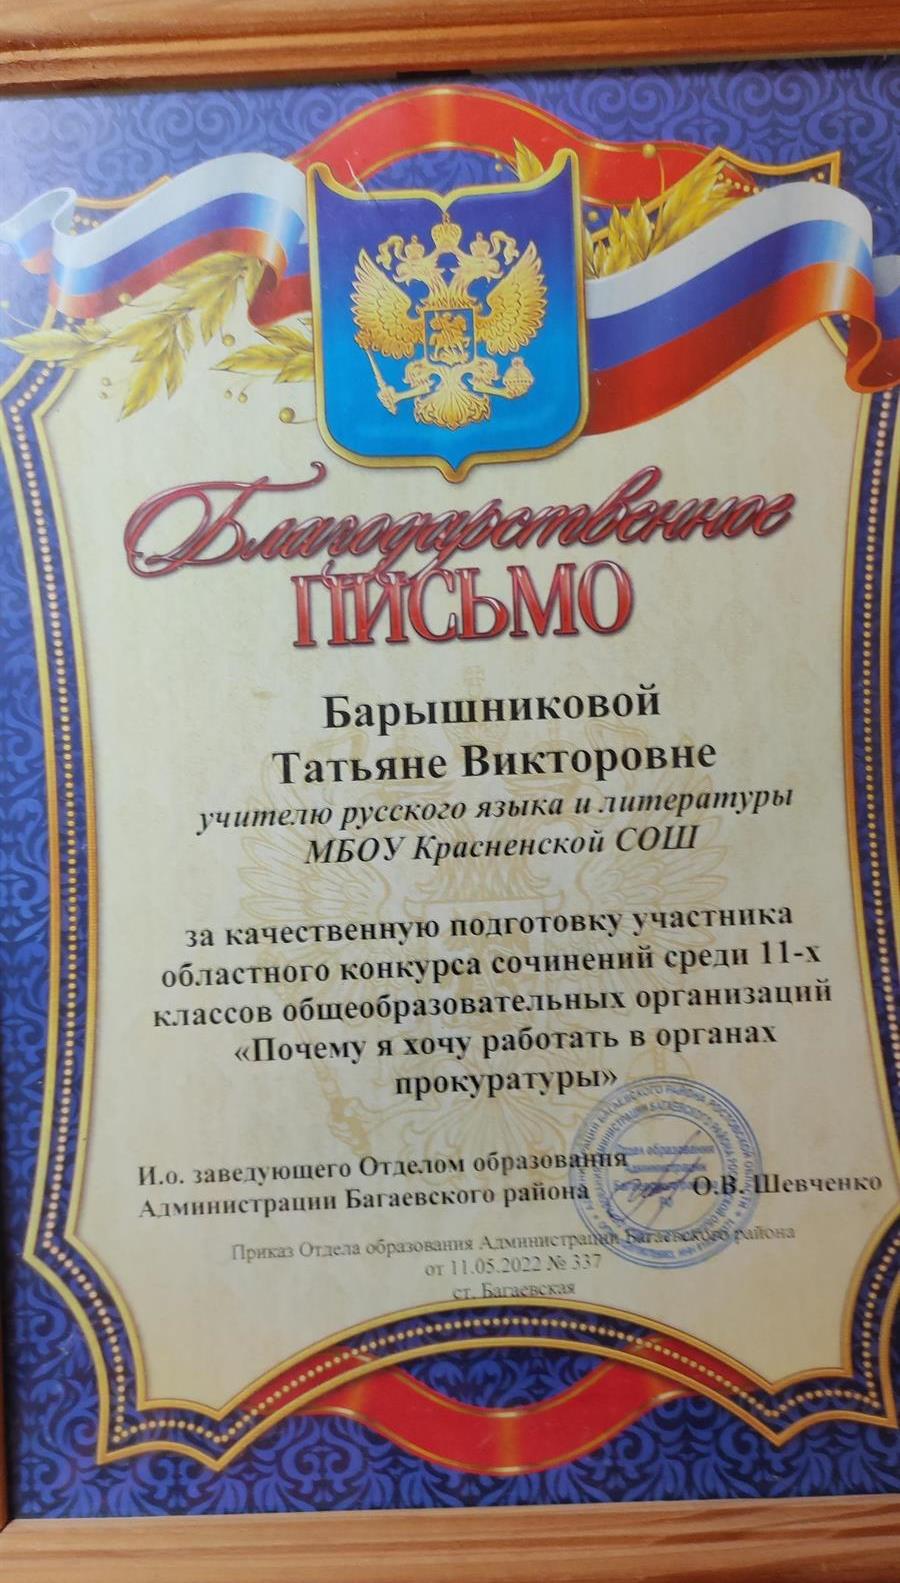 Благодарственное
ПИСЬМО
Барышниковой
Татьяне Викторовне
учителю русского языка и литературы
МБОУ Красненской СОШ
за качественную подготовку участника
областного конкурса сочинений среди 11-х
классов общеобразовательных организаций
«Почему я хочу работать в органах
прокуратуры»
И.о. заведующего Отделом образования
Администрации Багаевского района
О.В. Шевченко
Приказ Отдела образования Администрации Багаевского района
от 11.05.2022 № 337
ст. Багаевская